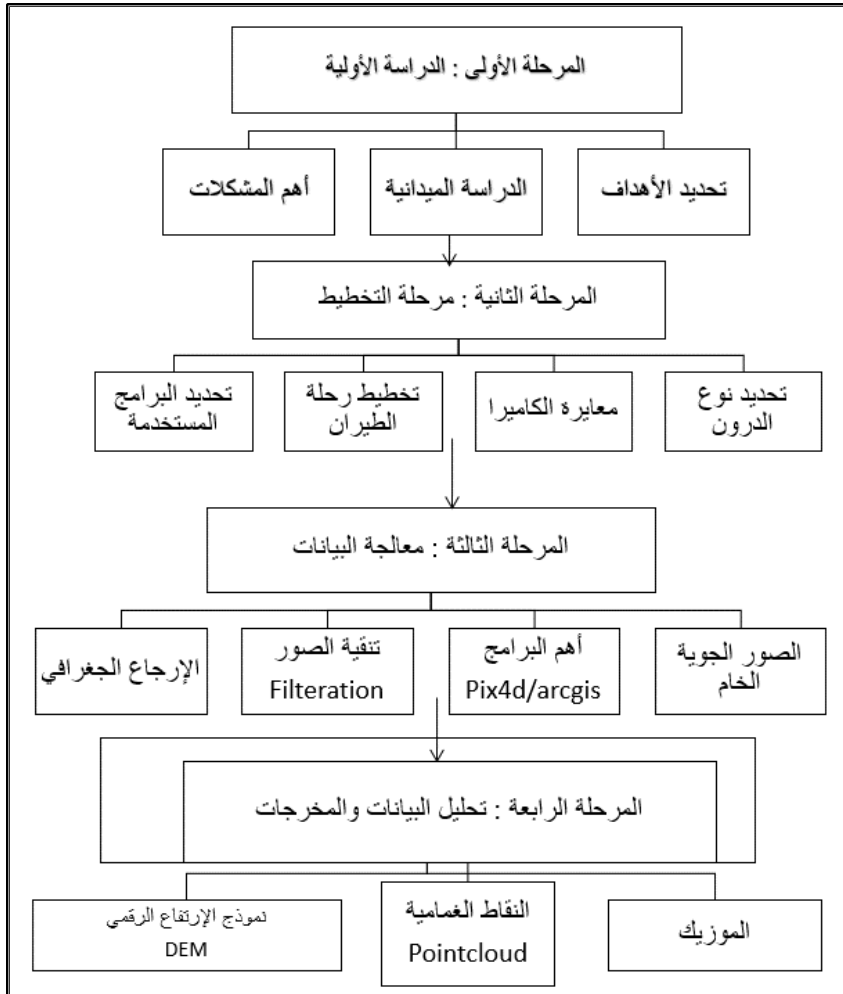 المرحلة الأولى : الدراسة الأولية
تحديد الأهداف
الدراسة الميدانية
أهم المشكلات
المرحلة الثانية : مرحلة التخطيط
تحديد نوع
الدرون
معايرة الكاميرا
تخطيط رحلة
الطيران
تحديد البرامج
المستخدمة
المرحلة الثالثة : معالجة البيانات
الصور الجوية
الخام
أهم البرامج
Pix4d/arcgis
تنقية الصور
Filteration
الإرجاع الجغرافي
المرحلة الرابعة : تحليل البيانات والمخرجات
الموزيك
النقاط الغمامية
Pointcloud
نموذج الإرتفاع الرقمي
DEM